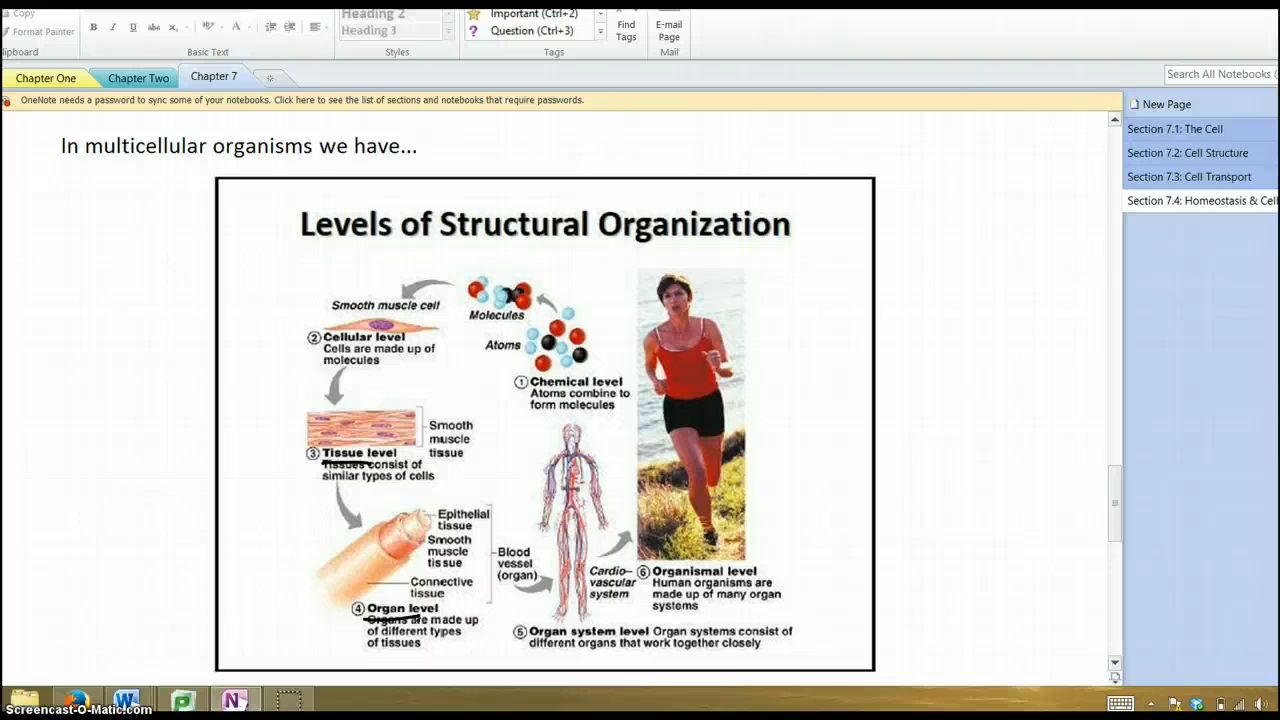 Copy
Format Painter
lipboard
B I U abc x
Basic Text
Heading 2
Heading 3
Styles
Important (Ctrl+2)
Question (Ctrl+3)
Tags
Find
Tags
E-mail
Page
Mail
Chapter One
Chapter Two
Chapter 7
Search All Notebooks (
OneNote needs a password to sync some of your notebooks. Click here to see the list of sections and notebooks that require passwords.
New Page
Section 7.1: The Cell
Section 7.2: Cell Structure
Section 7.3: Cell Transport
Section 7.4: Homeostasis & Cell
In multicellular organisms we have...
Levels of Structural Organization
Smooth muscle cell
Molecules
Atoms
1 Chemical level
Atoms combine to
form molecules
2 Cellular level
Cells are made up of
molecules
Smooth
muscle
tissue
3 Tissue level
Tissues consist of
similar types of cells
Epithelial
tissue
Smooth
muscle
tissue
Connective
tissue
Blood
vessel
(organ)
4 Organ level
Organs are made up
of different types
of tissues
Cardio-
vascular
system
5 Organ system level Organ systems consist of
different organs that work together closely
6 Organismal level
Human organisms are
made up of many organ
systems
Screencast-O-Matic.com